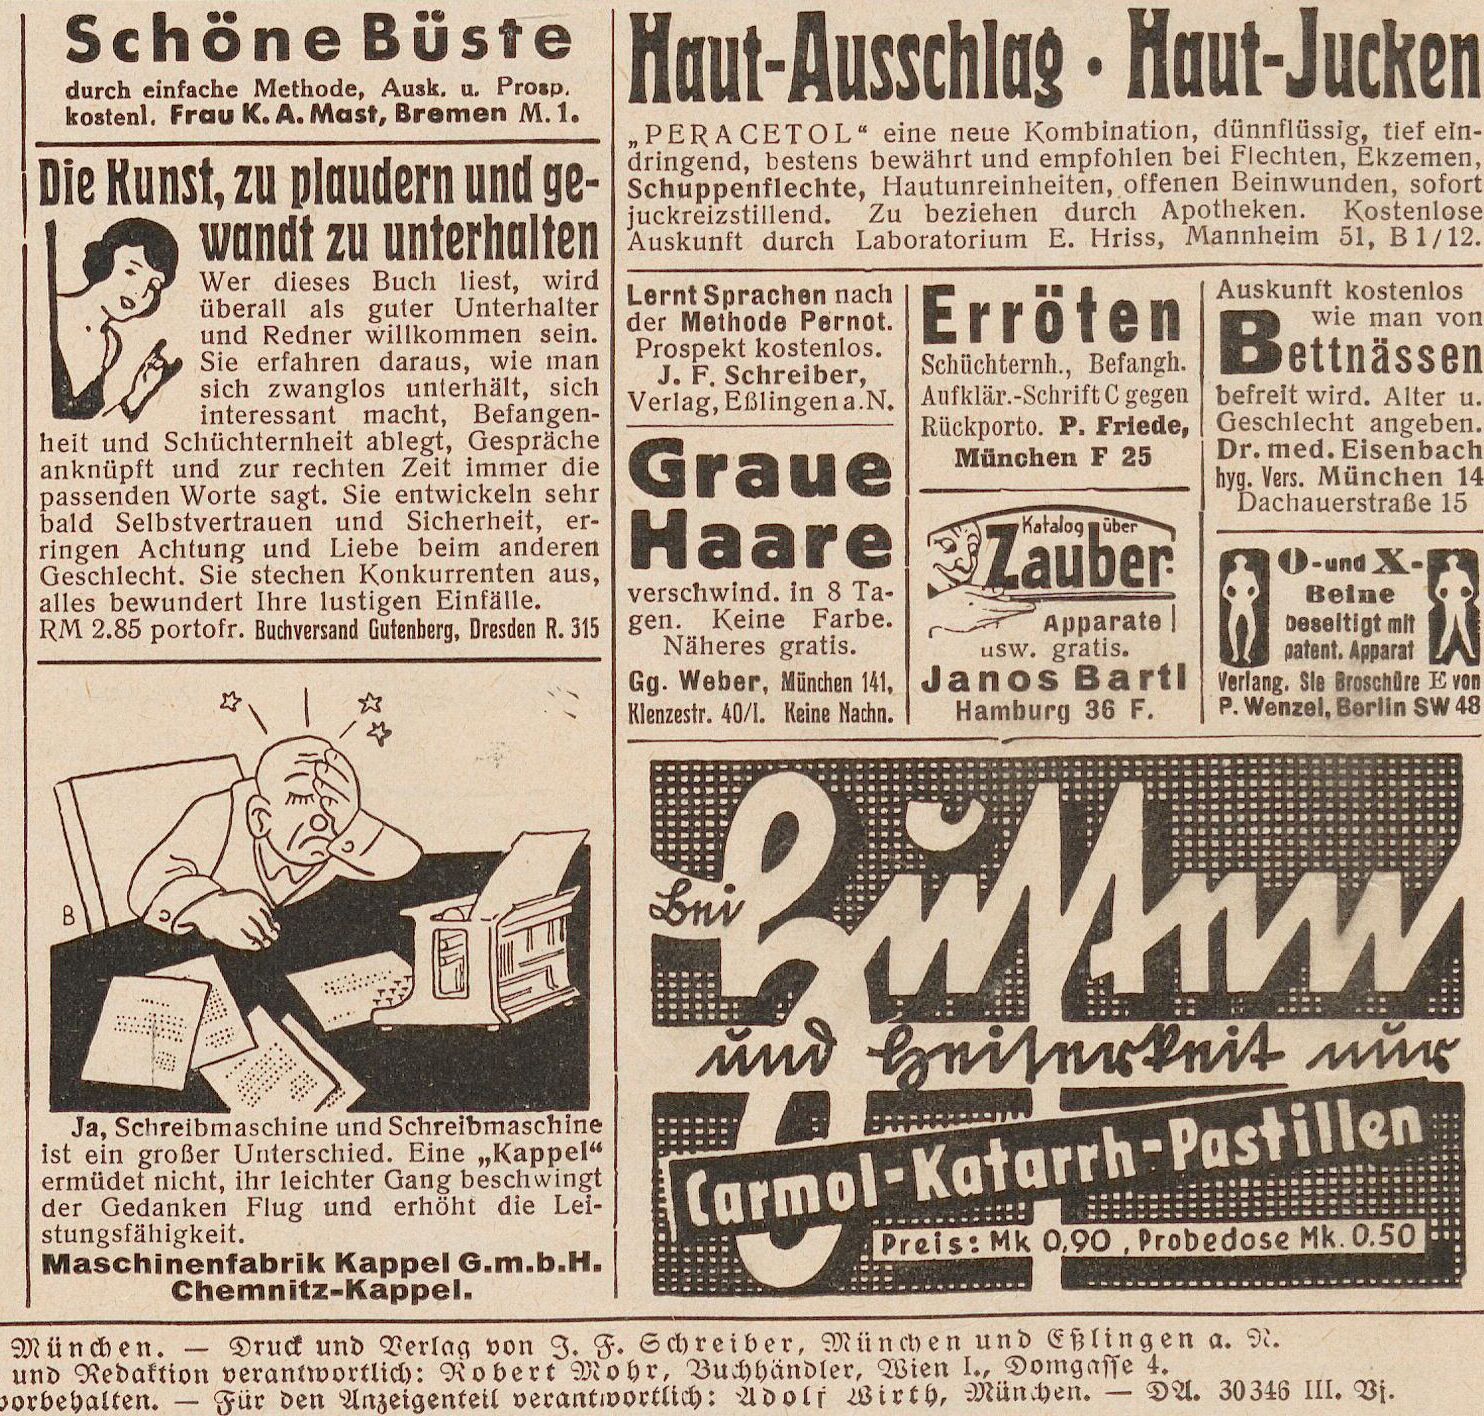 Schöne Büste
durch einfache Methode, Ausk. u. Prosp.
kostenl. Frau K. A. Mast, Bremen M. 1.
Die Kunst, zu plaudern und ge-
wandt zu unterhalten
Wer dieses Buch liest, wird
überall als guter Unterhalter
und Redner willkommen sein.
Sie erfahren daraus, wie man
sich zwanglos unterhält, sich
interessant macht, Befangen-
heit und Schüchternheit ablegt, Gespräche
anknüpft und zur rechten Zeit immer die
passenden Worte sagt. Sie entwickeln sehr
bald Selbstvertrauen und Sicherheit, er-
ringen Achtung und Liebe beim anderen
Geschlecht. Sie stechen Konkurrenten aus,
alles bewundert Ihre lustigen Einfälle.
RM 2.85 portofr. Buchversand Gutenberg, Dresden R. 315
B
Ja, Schreibmaschine und Schreibmaschine
ist ein großer Unterschied. Eine „Kappel“
ermüdet nicht, ihr leichter Gang beschwingt
der Gedanken Flug und erhöht die Lei-
stungsfähigkeit.
Maschinenfabrik Kappel G.m.b.H.
Chemnitz-Kappel.
Haut-Ausschlag · Haut-Jucken
„PERACETOL“ eine neue Kombination, dünnflüssig, tief ein-
dringend, bestens bewährt und empfohlen bei Flechten, Ekzemen,
Schuppenflechte, Hautunreinheiten, offenen Beinwunden, sofort
juckreizstillend. Zu beziehen durch Apotheken. Kostenlose
Auskunft durch Laboratorium E. Hriss, Mannheim 51, B 1/12.
Lernt Sprachen nach
der Methode Pernot.
Prospekt kostenlos.
J. F. Schreiber,
Verlag, Eßlingen a. N.
Graue
Haare
verschwind. in 8 Ta-
gen. Keine Farbe.
Näheres gratis.
Gg. Weber, München 141,
Klenzestr. 40/I. Keine Nachn.
Erröten
Schüchternh., Befangh.
Aufklär.-Schrift C gegen
Rückporto. P. Friede,
München F 25
Katalog über
Zauber-
Apparate
usw. gratis.
Janos Bartl
Hamburg 36 F.
Auskunft kostenlos
wie man von
Bettnässen
befreit wird. Alter u.
Geschlecht angeben.
Dr. med. Eisenbach
hyg. Vers. München 14
Dachauerstraße 15
O-und X-
Beine
beseitigt mit
patent. Apparat
Verlang. Sie Broschüre E von
P. Wenzel, Berlin SW 48
Bei
Husten
und Heiserkeit nur
Carmol-Katarrh-Pastillen
Preis: Mk 0,90, Probedose Mk. 0.50
München. — Druck und Verlag von J. F. Schreiber, München und Eßlingen a. N.
und Redaktion verantwortlich: Robert Mohr, Buchhändler, Wien I., Domgasse 4.
vorbehalten. — Für den Anzeigenteil verantwortlich: Adolf Wirth, München. — DA. 30346 III. Vj.